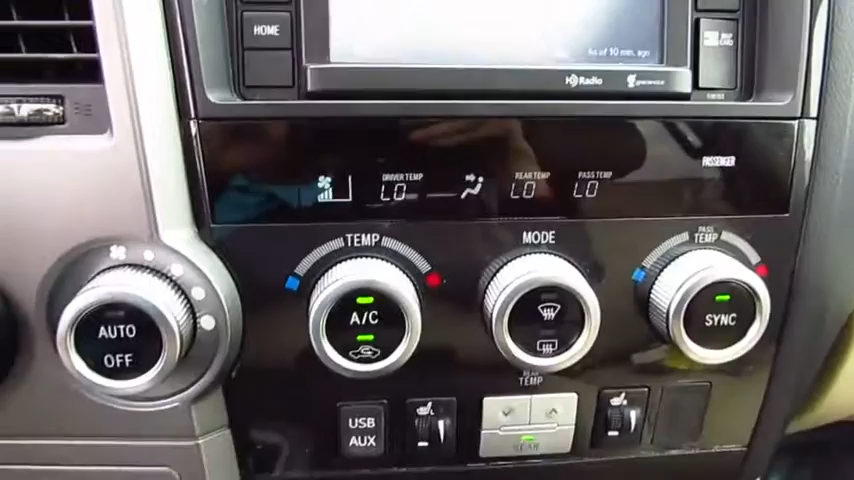 HOME
As of 10 min. ago
HD Radio
PASSENGER
DRIVER TEMP
REAR TEMP
PASS TEMP
LO
LO
LO
TEMP
MODE
PASS
TEMP
AUTO
OFF
A/C
SYNC
REAR
TEMP
USB
AUX
L
R
REAR